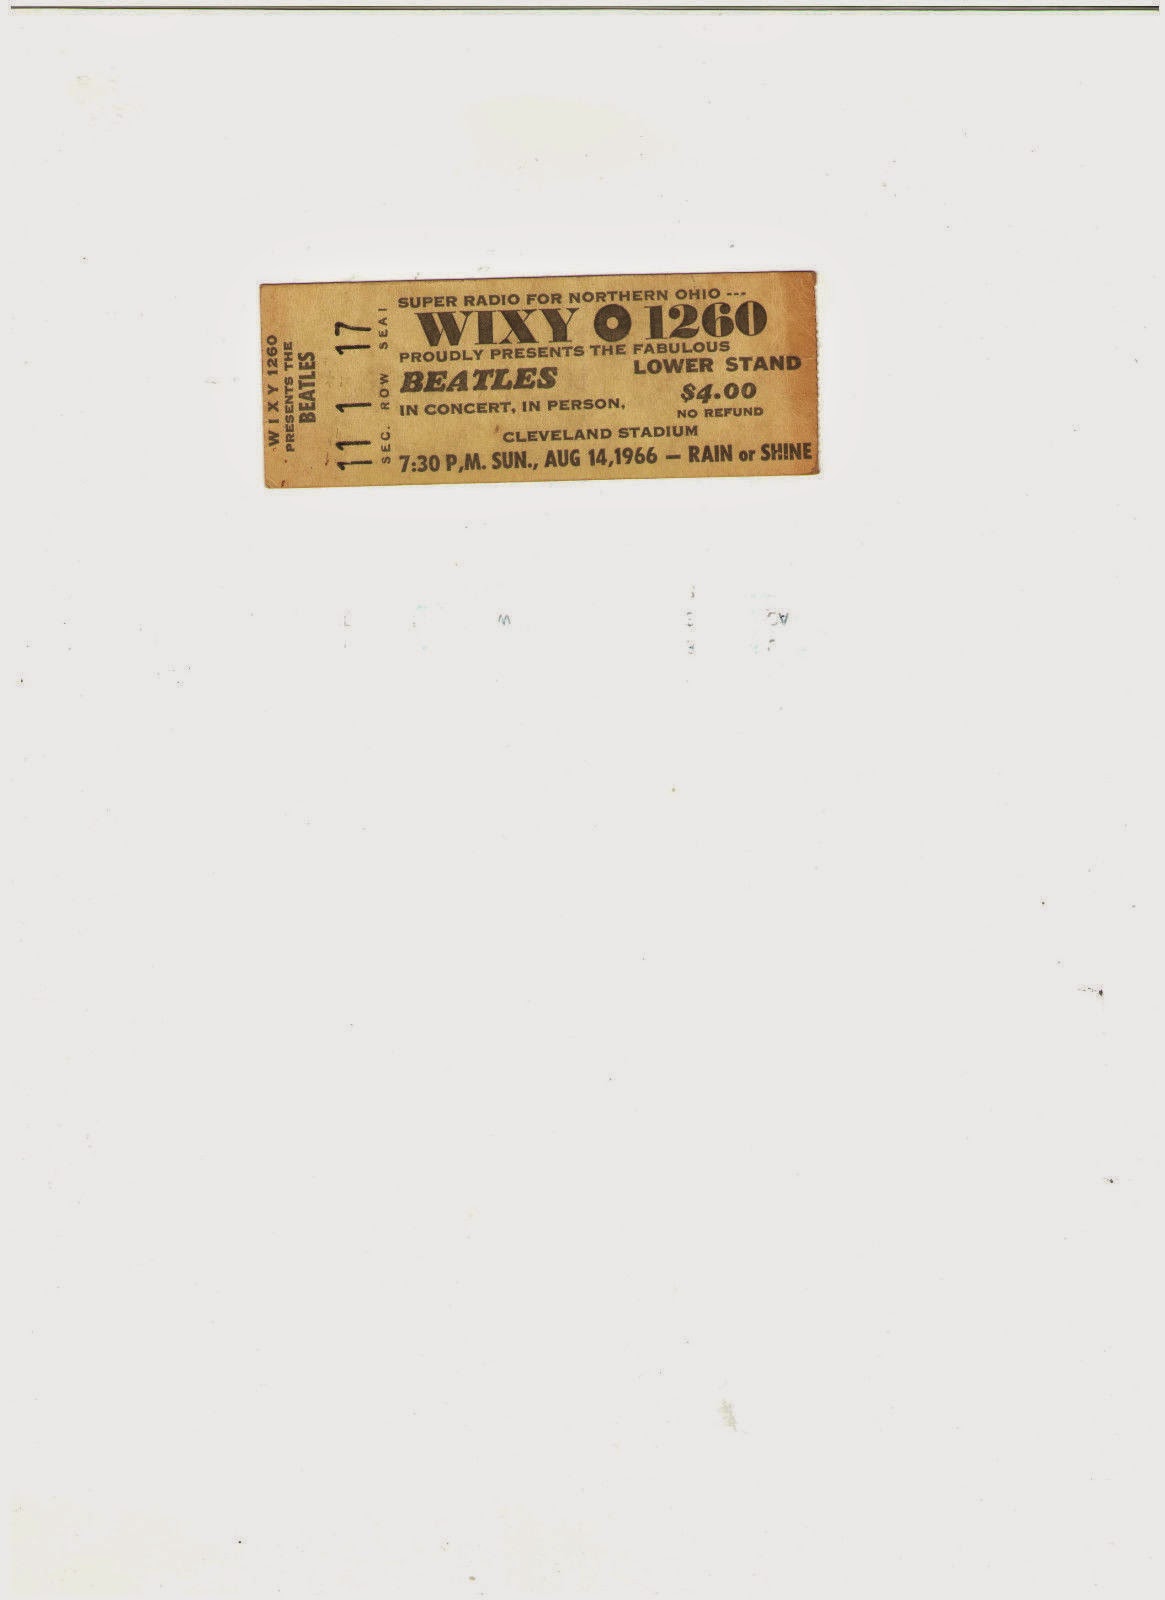 WIXY 1260
PRESENTS THE
BEATLES
11 1 17
SEC. ROW SEAT
SUPER RADIO FOR NORTHERN OHIO ---
WIXY 1260
PROUDLY PRESENTS THE FABULOUS
BEATLES
LOWER STAND
$4.00
IN CONCERT, IN PERSON,
NO REFUND
CLEVELAND STADIUM
7:30 P,M. SUN., AUG 14,1966 — RAIN or SHINE